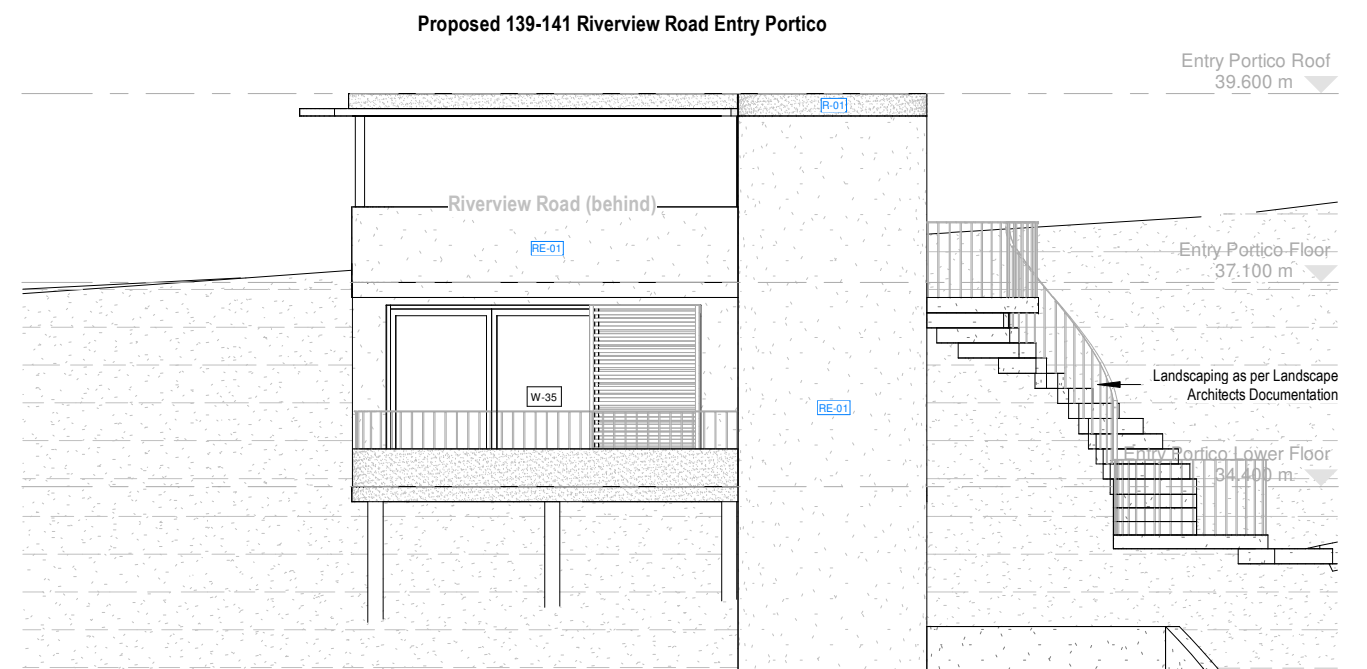 Proposed 139-141 Riverview Road Entry Portico
Entry Portico Roof
39.600 m
R-01
Riverview Road (behind)
RE-01
Entry Portico Floor
37.100 m
W-35
RE-01
Landscaping as per Landscape
Architects Documentation
Entry Portico Lower Floor
34.400 m